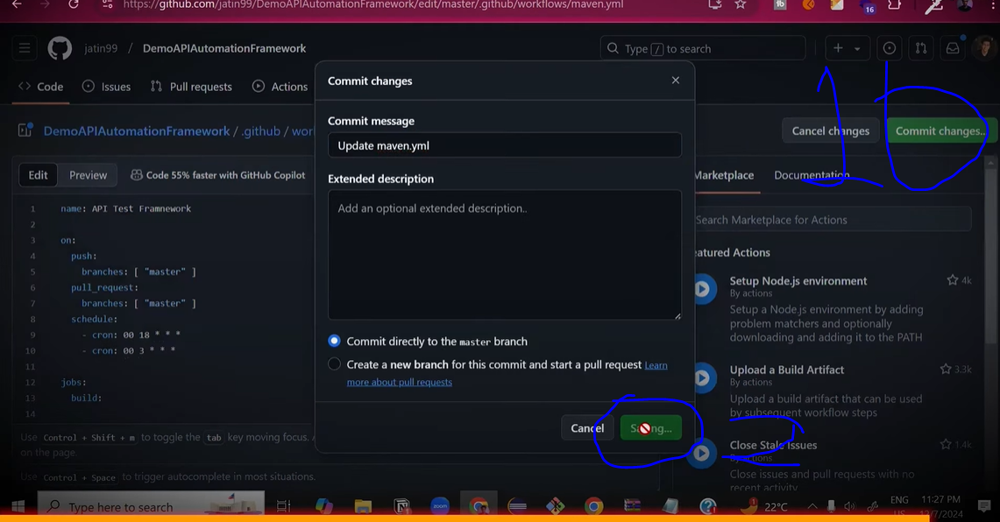 https://github.com/jatin99/DemoAPIAutomationFramework/edit/master/.github/workflows/maven.yml
16
jatin99 / DemoAPIAutomationFramework
Type / to search
Code Issues Pull requests Actions
DemoAPIAutomationFramework / .github /
Cancel changes Commit changes...
Edit Preview Code 55% faster with GitHub Copilot
1 name: API Test Framnework
2
3 on:
4 push:
5 branches: [ "master" ]
6 pull_request:
7 branches: [ "master" ]
8 schedule:
9 - cron: 00 18 * * *
10 - cron: 00 3 * * *
11
12 jobs:
13 build:
14
Use Control + Shift + m to toggle the tab key moving focus.
on the page.
Use Control + Space to trigger autocomplete in most situations.
Commit changes
Commit message
Update maven.yml
Extended description
Add an optional extended description..
Commit directly to the master branch
Create a new branch for this commit and start a pull request Learn
more about pull requests
Cancel
Marketplace Documentation
Search Marketplace for Actions
Featured Actions
Setup Node.js environment 4k
By actions
Setup a Node.js environment by adding
problem matchers and optionally
downloading and adding it to the PATH
Upload a Build Artifact 3.3k
By actions
Upload a build artifact that can be used
by subsequent workflow steps
Close Stale Issues 1.4k
By actions
Close issues and pull requests with no
recent activity
1
2
Type here to search
zoom
1
22°C
ENG
US
11:27 PM
12/7/2024